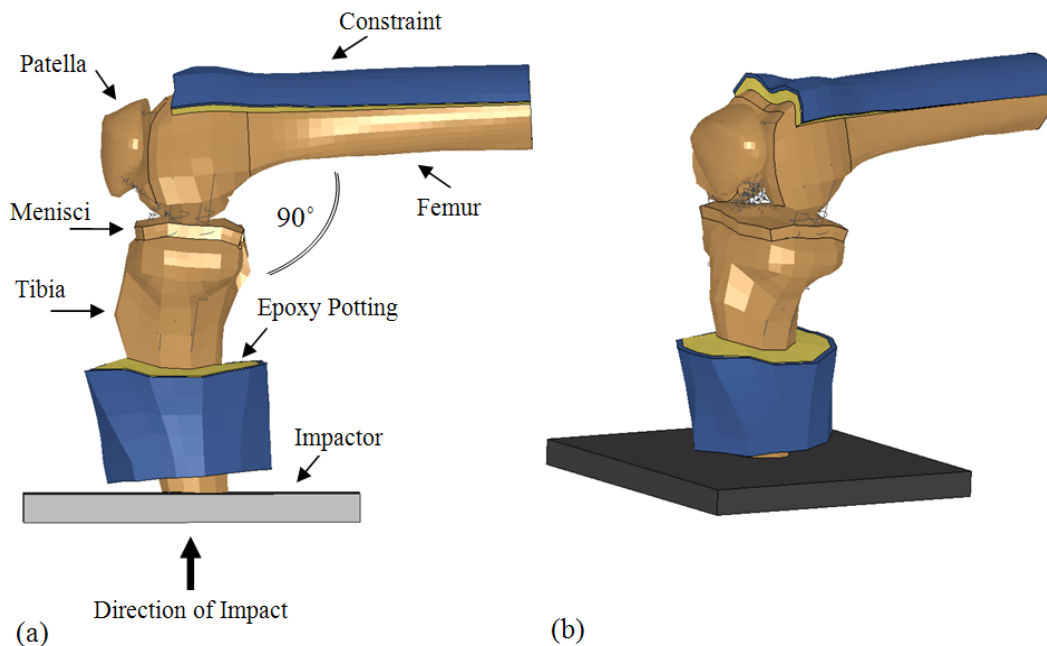 Constraint
Patella
Femur
Menisci
90°
Tibia
Epoxy Potting
Impactor
Direction of Impact
(a)
(b)